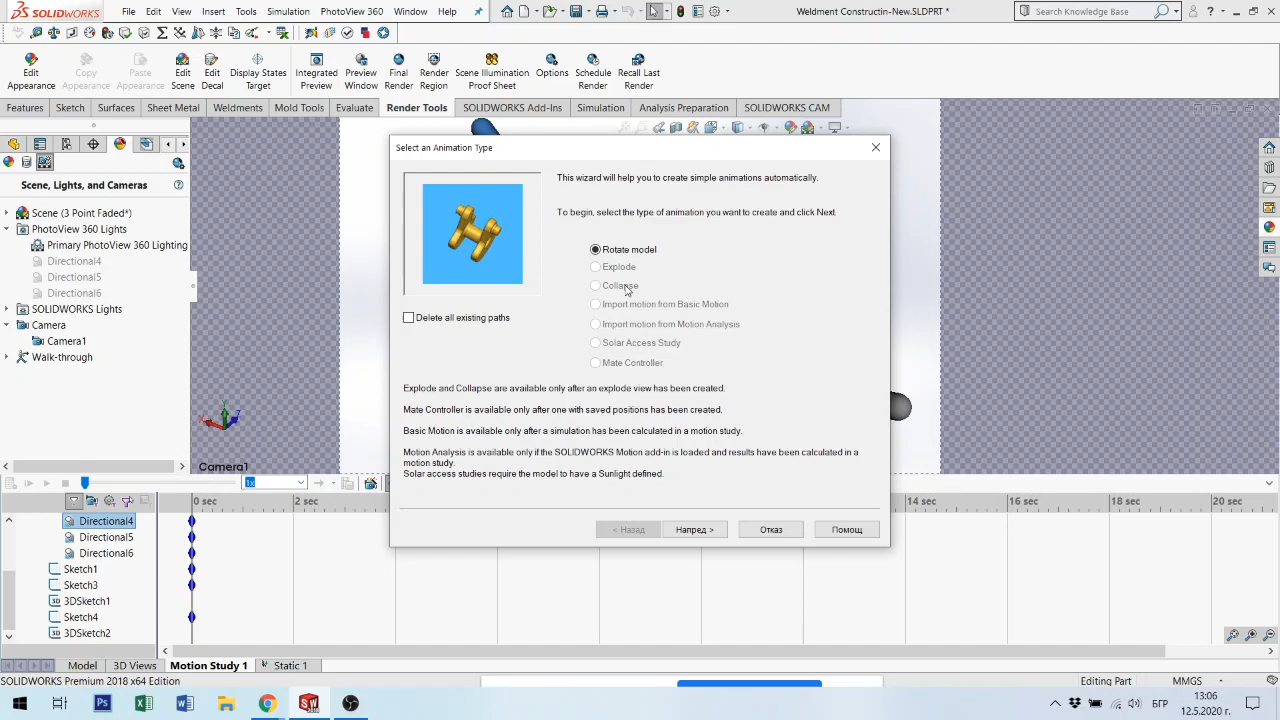 SOLIDWORKS File Edit View Insert Tools Simulation PhotoView 360 Window Help Weldment Constructin-New.SLDPRT * Search Knowledge Base
Edit Appearance
Copy Appearance
Paste Appearance
Edit Scene
Edit Decal
Display States Target
Integrated Preview
Preview Window
Final Render
Render Region
Scene Illumination Proof Sheet
Options
Schedule Render
Recall Last Render
Features Sketch Surfaces Sheet Metal Weldments Mold Tools Evaluate Render Tools SOLIDWORKS Add-Ins Simulation Analysis Preparation SOLIDWORKS CAM
Scene, Lights, and Cameras
Scene (3 Point Faded*)
PhotoView 360 Lights
Primary PhotoView 360 Lighting
Directional4
Directional5
Directional6
SOLIDWORKS Lights
Camera
Camera1
Walk-through
Camera1
Select an Animation Type
This wizard will help you to create simple animations automatically.
To begin, select the type of animation you want to create and click Next.
Rotate model
Explode
Collapse
Import motion from Basic Motion
Import motion from Motion Analysis
Solar Access Study
Mate Controller
Delete all existing paths
Explode and Collapse are available only after an explode view has been created.
Mate Controller is available only after one with saved positions has been created.
Basic Motion is available only after a simulation has been calculated in a motion study.
Motion Analysis is available only if the SOLIDWORKS Motion add-in is loaded and results have been calculated in a
motion study.
Solar access studies require the model to have a Sunlight defined.
< Назад Напред > Отказ Помощ
1x
0 sec 2 sec 14 sec 16 sec 18 sec 20 sec
Directional4
Directional5
Directional6
Sketch1
Sketch3
3D 3DSketch1
Sketch4
3D 3DSketch2
Model 3D Views Motion Study 1 Static 1
SOLIDWORKS Premium 2018 x64 Edition Editing Part MMGS
Ps БГР 13:06
12.5.2020 г.